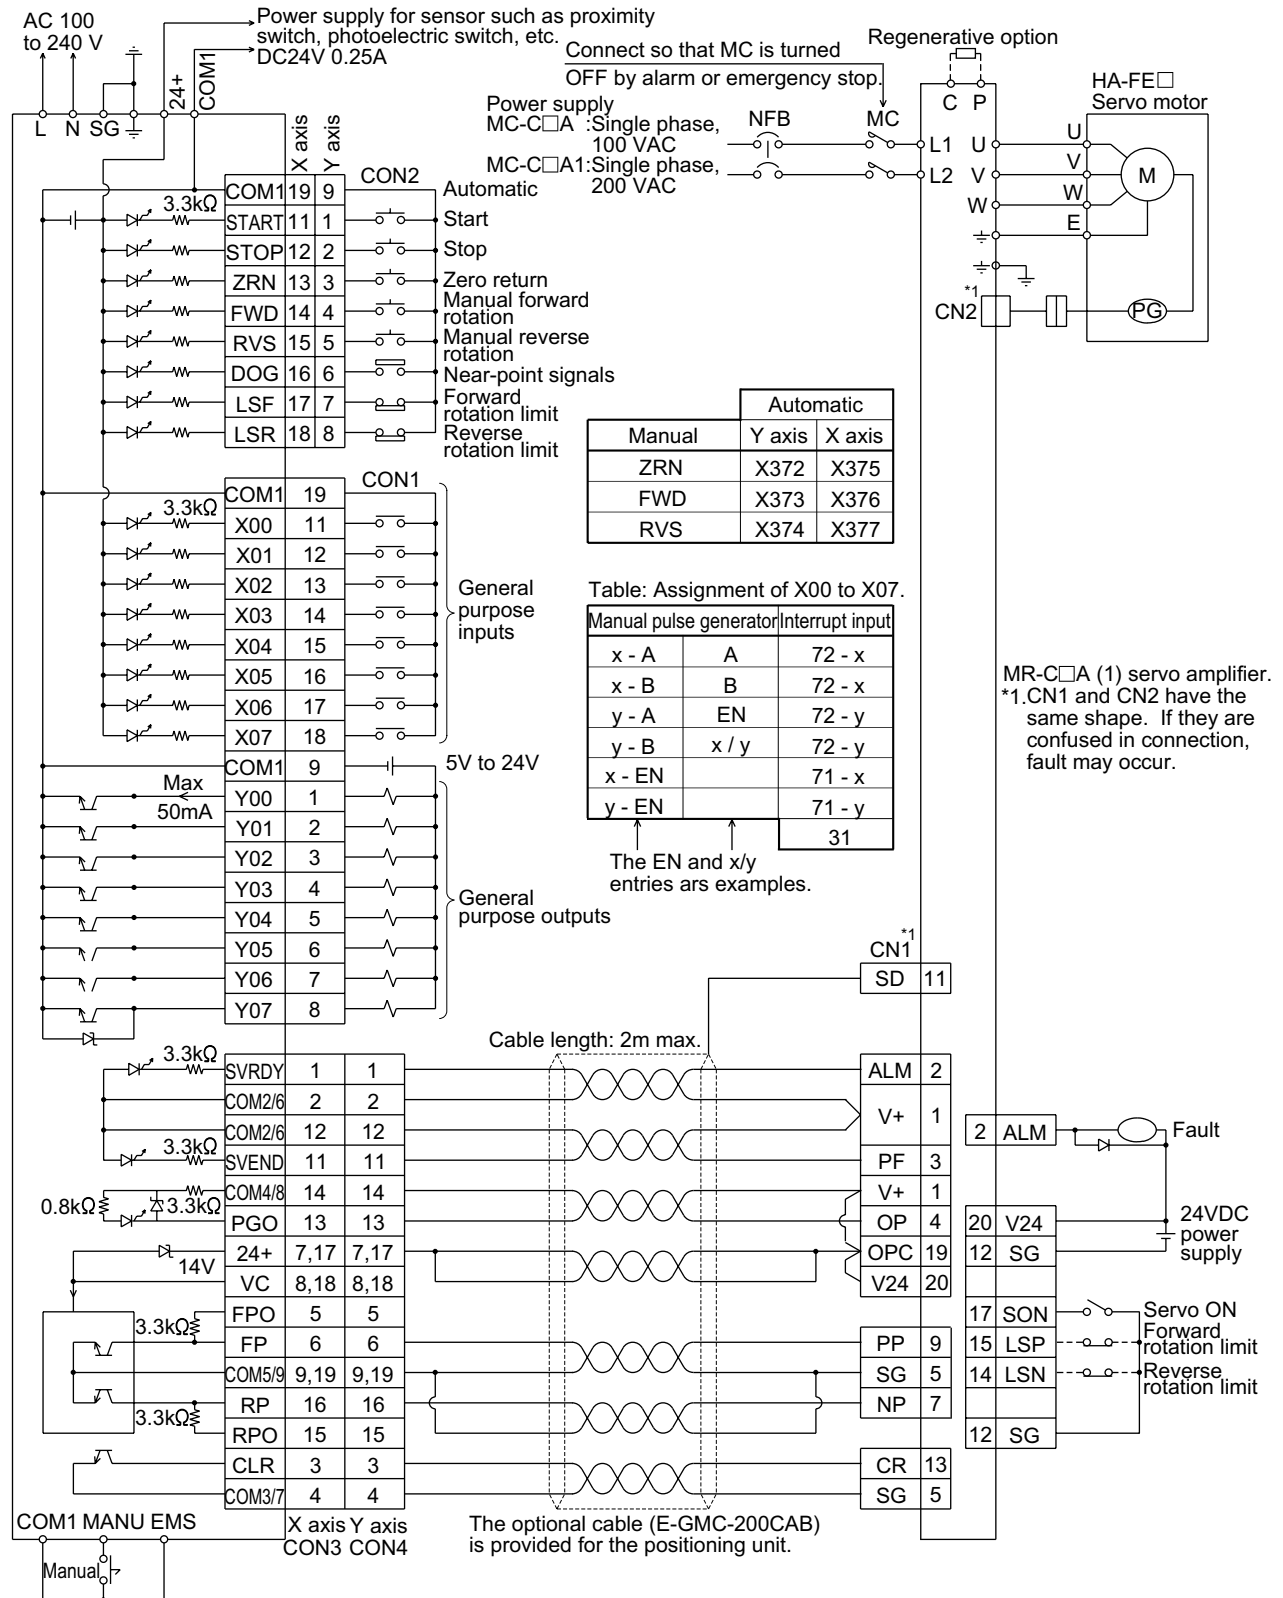 AC 100
to 240 V
Power supply for sensor such as proximity
switch, photoelectric switch, etc.
DC24V 0.25A
24+
COM1
L N SG
Connect so that MC is turned
OFF by alarm or emergency stop.
Power supply
MC-C□A :Single phase,
100 VAC
MC-C□A1:Single phase,
200 VAC
NFB
MC
Regenerative option
C P
L1
L2
U
V
W
U
V
W
E
HA-FE□
Servo motor
M
PG
*1
CN2
X axis
Y axis
CON2
COM1 19 9 Automatic
3.3kΩ
START 11 1 Start
STOP 12 2 Stop
ZRN 13 3 Zero return
FWD 14 4 Manual forward
rotation
RVS 15 5 Manual reverse
rotation
DOG 16 6 Near-point signals
LSF 17 7 Forward
rotation limit
LSR 18 8 Reverse
rotation limit
Automatic
Manual Y axis X axis
ZRN X372 X375
FWD X373 X376
RVS X374 X377
CON1
COM1 19
3.3kΩ
X00 11
X01 12
X02 13
X03 14
X04 15
X05 16
X06 17
X07 18
General
purpose
inputs
Table: Assignment of X00 to X07.
Manual pulse generator Interrupt input
x - A A 72 - x
x - B B 72 - x
y - A EN 72 - y
y - B x / y 72 - y
x - EN 71 - x
y - EN 71 - y
31
The EN and x/y
entries ars examples.
MR-C□A (1) servo amplifier.
*1.CN1 and CN2 have the
same shape. If they are
confused in connection,
fault may occur.
COM1 9 5V to 24V
Max
50mA
Y00 1
Y01 2
Y02 3
Y03 4
Y04 5
Y05 6
Y06 7
Y07 8
General
purpose outputs
CN1
*1
SD 11
Cable length: 2m max.
3.3kΩ
SVRDY 1 1
COM2/6 2 2
COM2/6 12 12
3.3kΩ
SVEND 11 11
COM4/8 14 14
0.8kΩ
3.3kΩ
PGO 13 13
24+ 7,17 7,17
14V
VC 8,18 8,18
FPO 5 5
3.3kΩ
FP 6 6
COM5/9 9,19 9,19
RP 16 16
3.3kΩ
RPO 15 15
CLR 3 3
COM3/7 4 4
X axis Y axis
CON3 CON4
ALM 2
V+ 1
PF 3
V+ 1
OP 4
OPC 19
V24 20
PP 9
SG 5
NP 7
CR 13
SG 5
2 ALM
Fault
20 V24
12 SG
24VDC
power
supply
17 SON Servo ON
15 LSP Forward
rotation limit
14 LSN Reverse
rotation limit
12 SG
The optional cable (E-GMC-200CAB)
is provided for the positioning unit.
COM1 MANU EMS
Manual